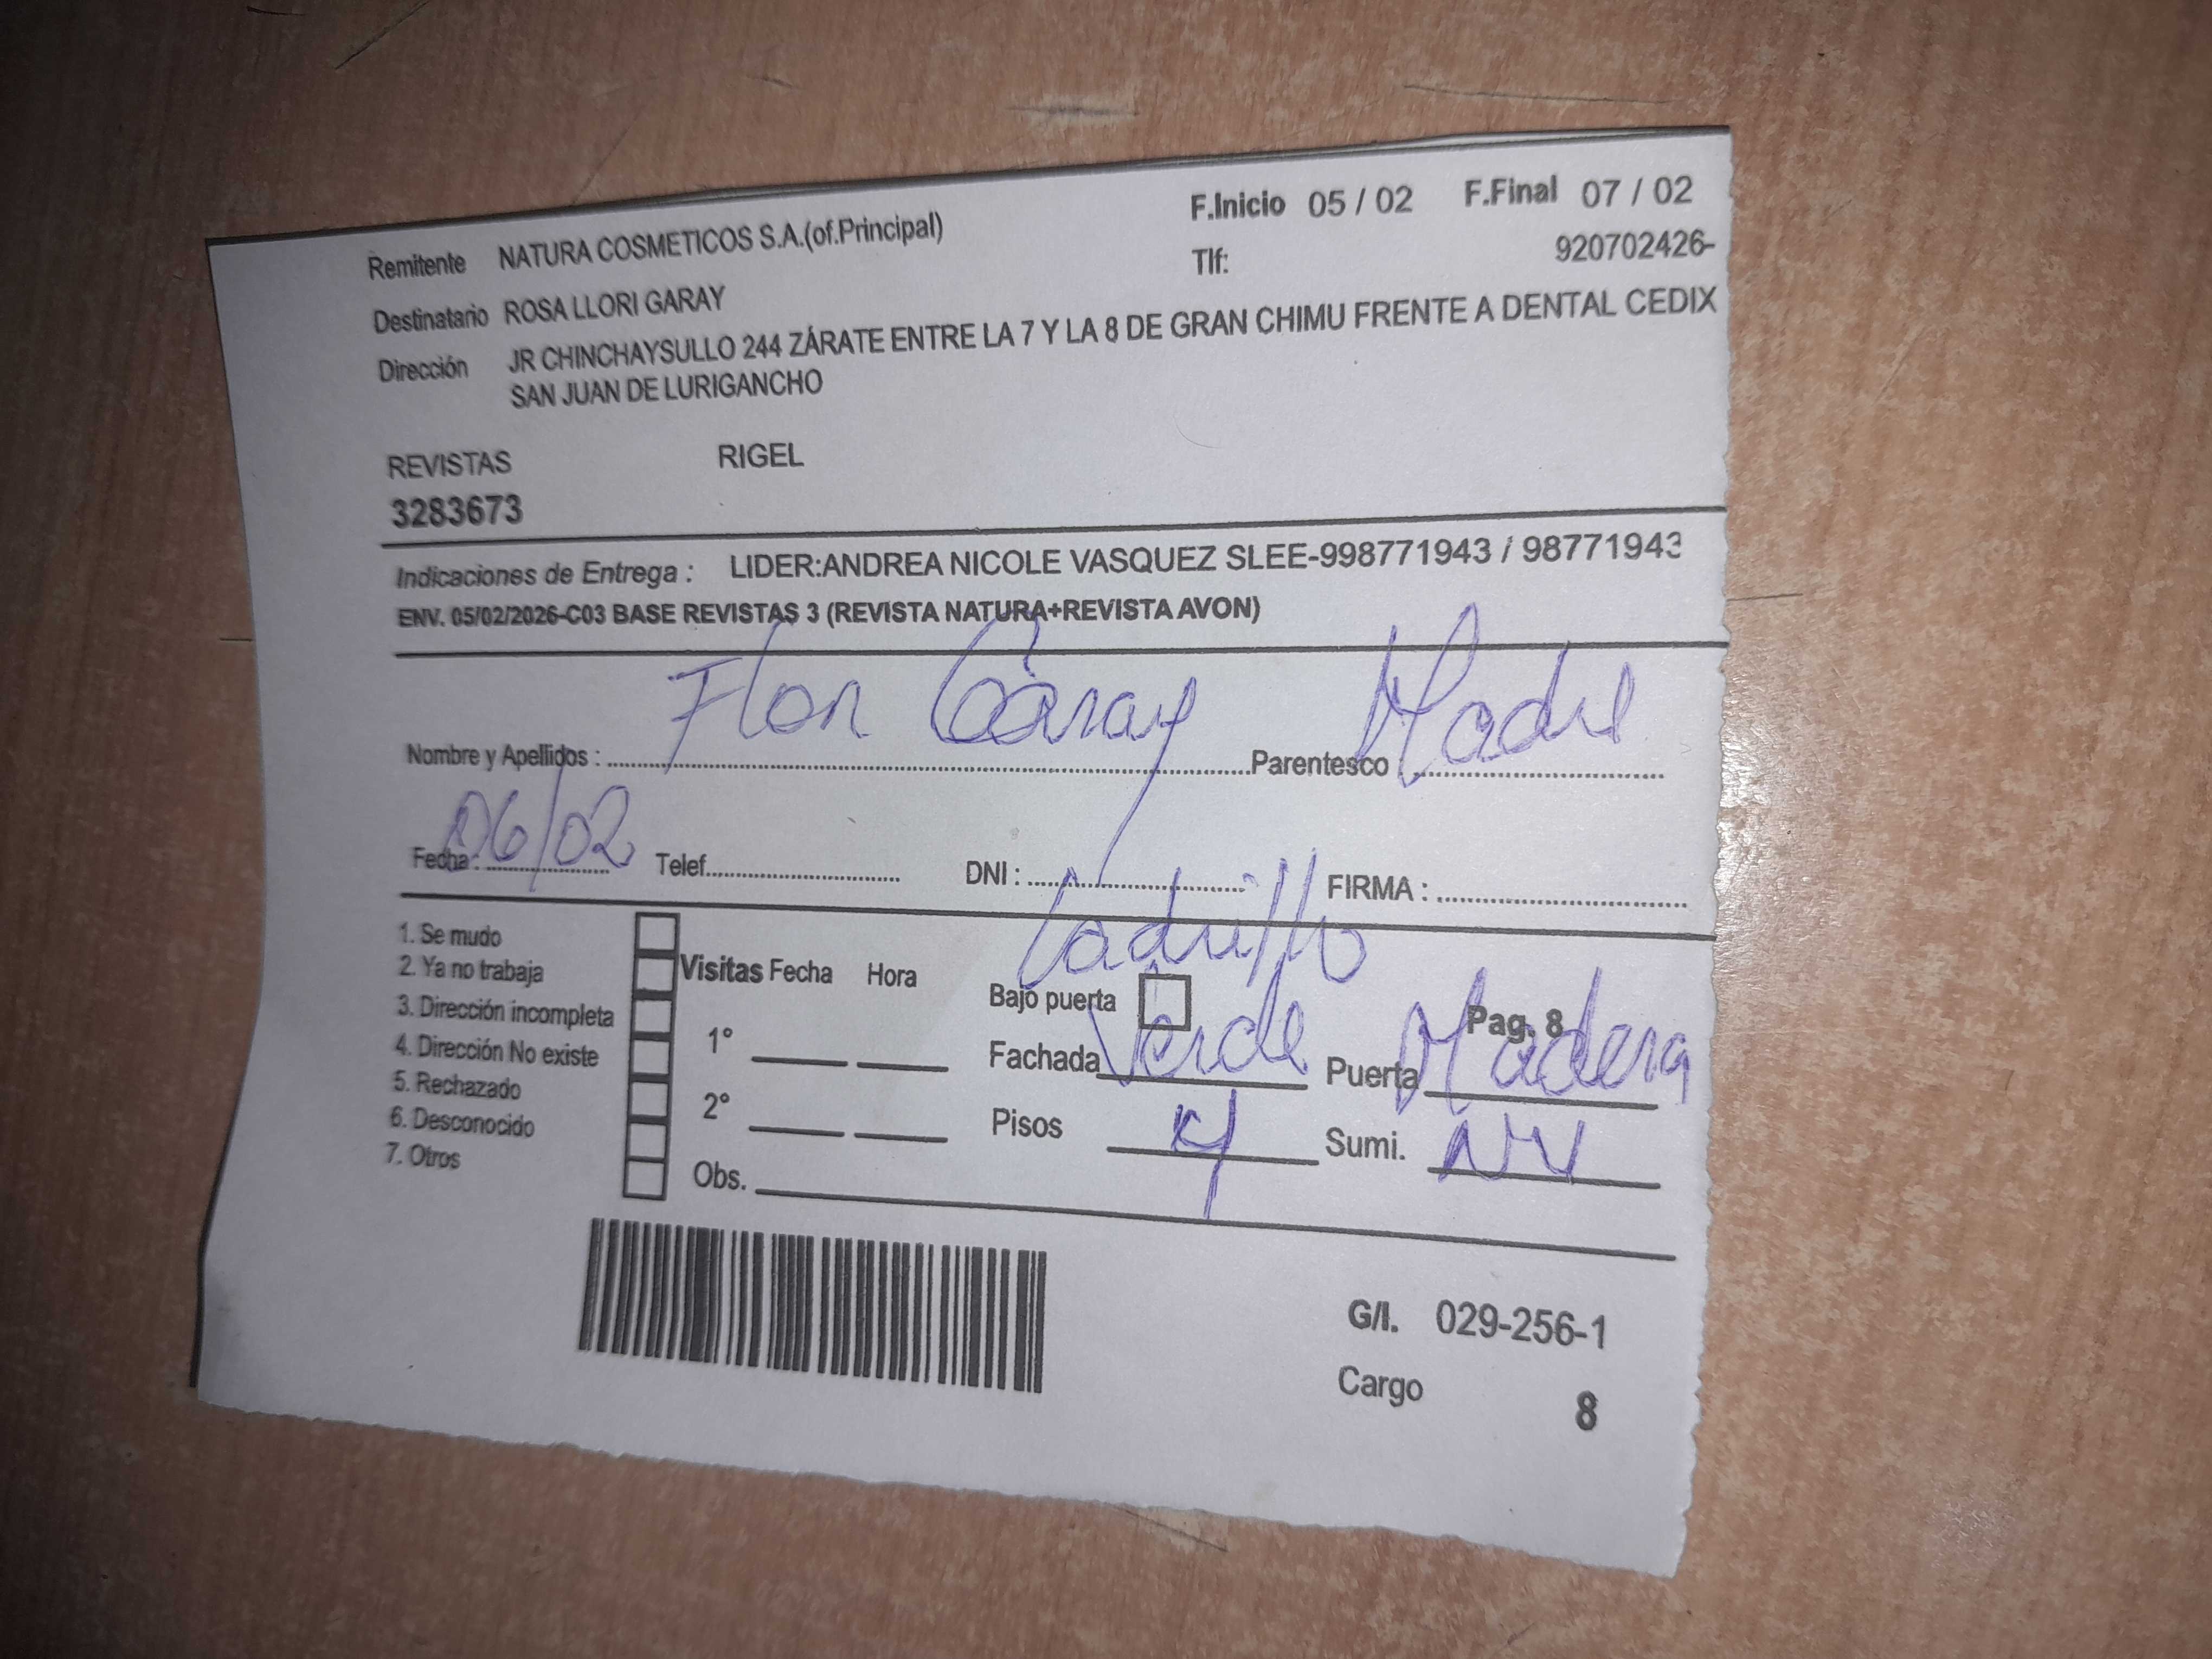 Remitente NATURA COSMETICOS S.A.(of.Principal) F.Inicio 05 / 02 F.Final 07 / 02
Tlf: 920702426-
Destinatario ROSA LLORI GARAY
Dirección JR CHINCHAYSULLO 244 ZÁRATE ENTRE LA 7 Y LA 8 DE GRAN CHIMU FRENTE A DENTAL CEDIX
SAN JUAN DE LURIGANCHO
REVISTAS RIGEL
3283673
Indicaciones de Entrega : LIDER:ANDREA NICOLE VASQUEZ SLEE-998771943 / 98771943
ENV. 05/02/2026-C03 BASE REVISTAS 3 (REVISTA NATURA+REVISTA AVON)
Nombre y Apellidos : Flor Garay Parentesco Madre
Fecha : 06/02 Telef. DNI : FIRMA :
1. Se mudo
2. Ya no trabaja
3. Dirección incompleta
4. Dirección No existe
5. Rechazado
6. Desconocido
7. Otros
Visitas Fecha Hora
1°
2°
Obs.
Ladrillo
Bajo puerta Pag. 8
Fachada Verde Puerta Madera
Pisos 4 Sumi. NV
G/I. 029-256-1
Cargo 8